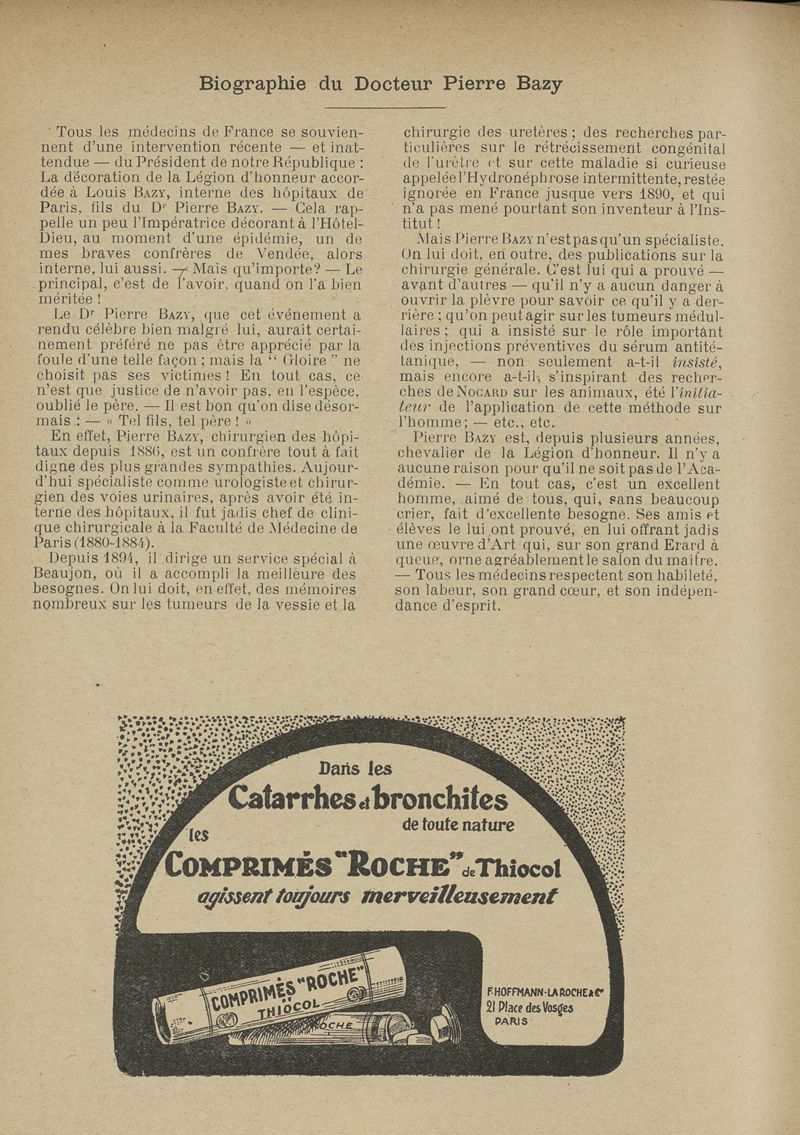 Biographie du Docteur Pierre Bazy
Tous les médecins de France se souvien-
nent d'une intervention récente — et inat-
tendue — du Président de notre République :
La décoration de la Légion d'honneur accor-
dée à Louis BAZY, interne des hôpitaux de
Paris, fils du Dr Pierre BAZY. — Cela rap-
pelle un peu l'Impératrice décorant à l'Hôtel-
Dieu, au moment d'une épidémie, un de
mes braves confrères de Vendée, alors
interne, lui aussi. — Mais qu'importe? — Le
principal, c'est de l'avoir, quand on l'a bien
méritée !
Le Dr Pierre BAZY, que cet événement a
rendu célèbre bien malgré lui, aurait certai-
nement préféré ne pas être apprécié par la
foule d'une telle façon ; mais la “ Gloire ” ne
choisit pas ses victimes ! En tout cas, ce
n'est que justice de n'avoir pas, en l'espèce,
oublié le père. — Il est bon qu'on dise désor-
mais : — « Tel fils, tel père ! »
En effet, Pierre BAZY, chirurgien des hôpi-
taux depuis 1886, est un confrère tout à fait
digne des plus grandes sympathies. Aujour-
d'hui spécialiste comme urologiste et chirur-
gien des voies urinaires, après avoir été in-
terne des hôpitaux, il fut jadis chef de clini-
que chirurgicale à la Faculté de Médecine de
Paris (1880-1884).
Depuis 1894, il dirige un service spécial à
Beaujon, où il a accompli la meilleure des
besognes. On lui doit, en effet, des mémoires
nombreux sur les tumeurs de la vessie et la
chirurgie des uretères ; des recherches par-
ticulières sur le rétrécissement congénital
de l'urètre et sur cette maladie si curieuse
appelée l'Hydronéphrose intermittente, restée
ignorée en France jusque vers 1890, et qui
n'a pas mené pourtant son inventeur à l'Ins-
titut !
Mais Pierre BAZY n'est pas qu'un spécialiste.
On lui doit, en outre, des publications sur la
chirurgie générale. C'est lui qui a prouvé —
avant d'autres — qu'il n'y a aucun danger à
ouvrir la plèvre pour savoir ce qu'il y a der-
rière ; qu'on peut agir sur les tumeurs médul-
laires ; qui a insisté sur le rôle important
des injections préventives du sérum antité-
tanique, — non seulement a-t-il insisté,
mais encore a-t-il, s'inspirant des recher-
ches de NOCARD sur les animaux, été l'initia-
teur de l'application de cette méthode sur
l'homme; — etc., etc.
Pierre BAZY est, depuis plusieurs années,
chevalier de la Légion d'honneur. Il n'y a
aucune raison pour qu'il ne soit pas de l'Aca-
démie. — En tout cas, c'est un excellent
homme, aimé de tous, qui, sans beaucoup
crier, fait d'excellente besogne. Ses amis et
élèves le lui ont prouvé, en lui offrant jadis
une œuvre d'Art qui, sur son grand Erard à
queue, orne agréablement le salon du maître.
— Tous les médecins respectent son habileté,
son labeur, son grand cœur, et son indépen-
dance d'esprit.
Dans les
Catarrhes et bronchites
de toute nature
les
COMPRIMÉS "ROCHE" de Thiocol
agissent toujours merveilleusement
COMPRIMÉS "ROCHE"
THIOCOL
OCHE
F. HOFFMANN-LA ROCHE & Cie
21 Place des Vosges
PARIS